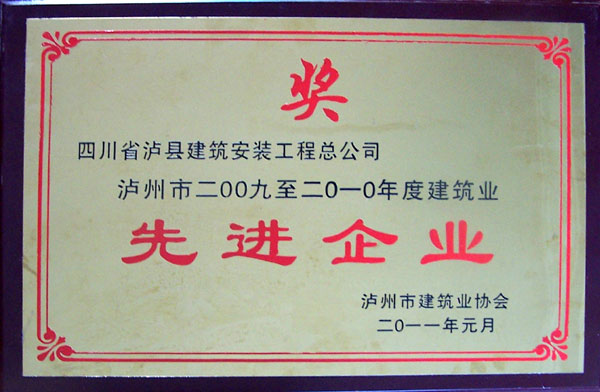 奖
四川省泸县建筑安装工程总公司
泸州市二00九至二0一0年度建筑业
先进企业
泸州市建筑业协会
二0一一年元月